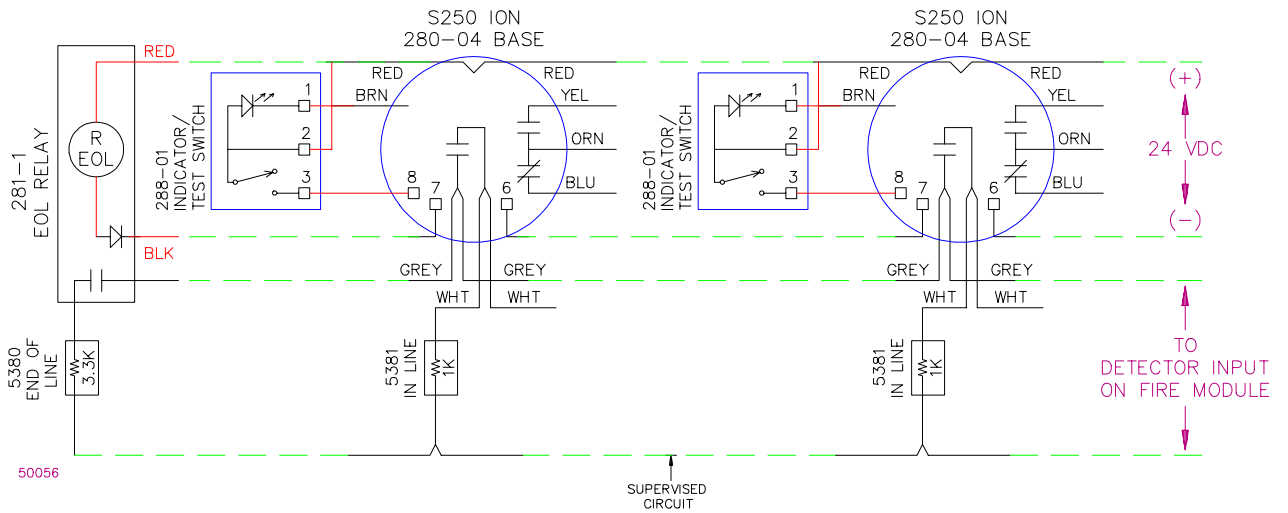 S250 ION
280-04 BASE
S250 ION
280-04 BASE
RED
281-1
EOL RELAY
R
EOL
BLK
288-01
INDICATOR/
TEST SWITCH
1
2
3
RED
BRN
RED
YEL
ORN
BLU
8
7
6
GREY
GREY
WHT
WHT
288-01
INDICATOR/
TEST SWITCH
1
2
3
RED
BRN
RED
YEL
ORN
BLU
8
7
6
GREY
GREY
WHT
WHT
(+)
24 VDC
(-)
5380
END OF
LINE
3.3K
5381
IN LINE
1K
5381
IN LINE
1K
TO
DETECTOR INPUT
ON FIRE MODULE
50056
SUPERVISED
CIRCUIT